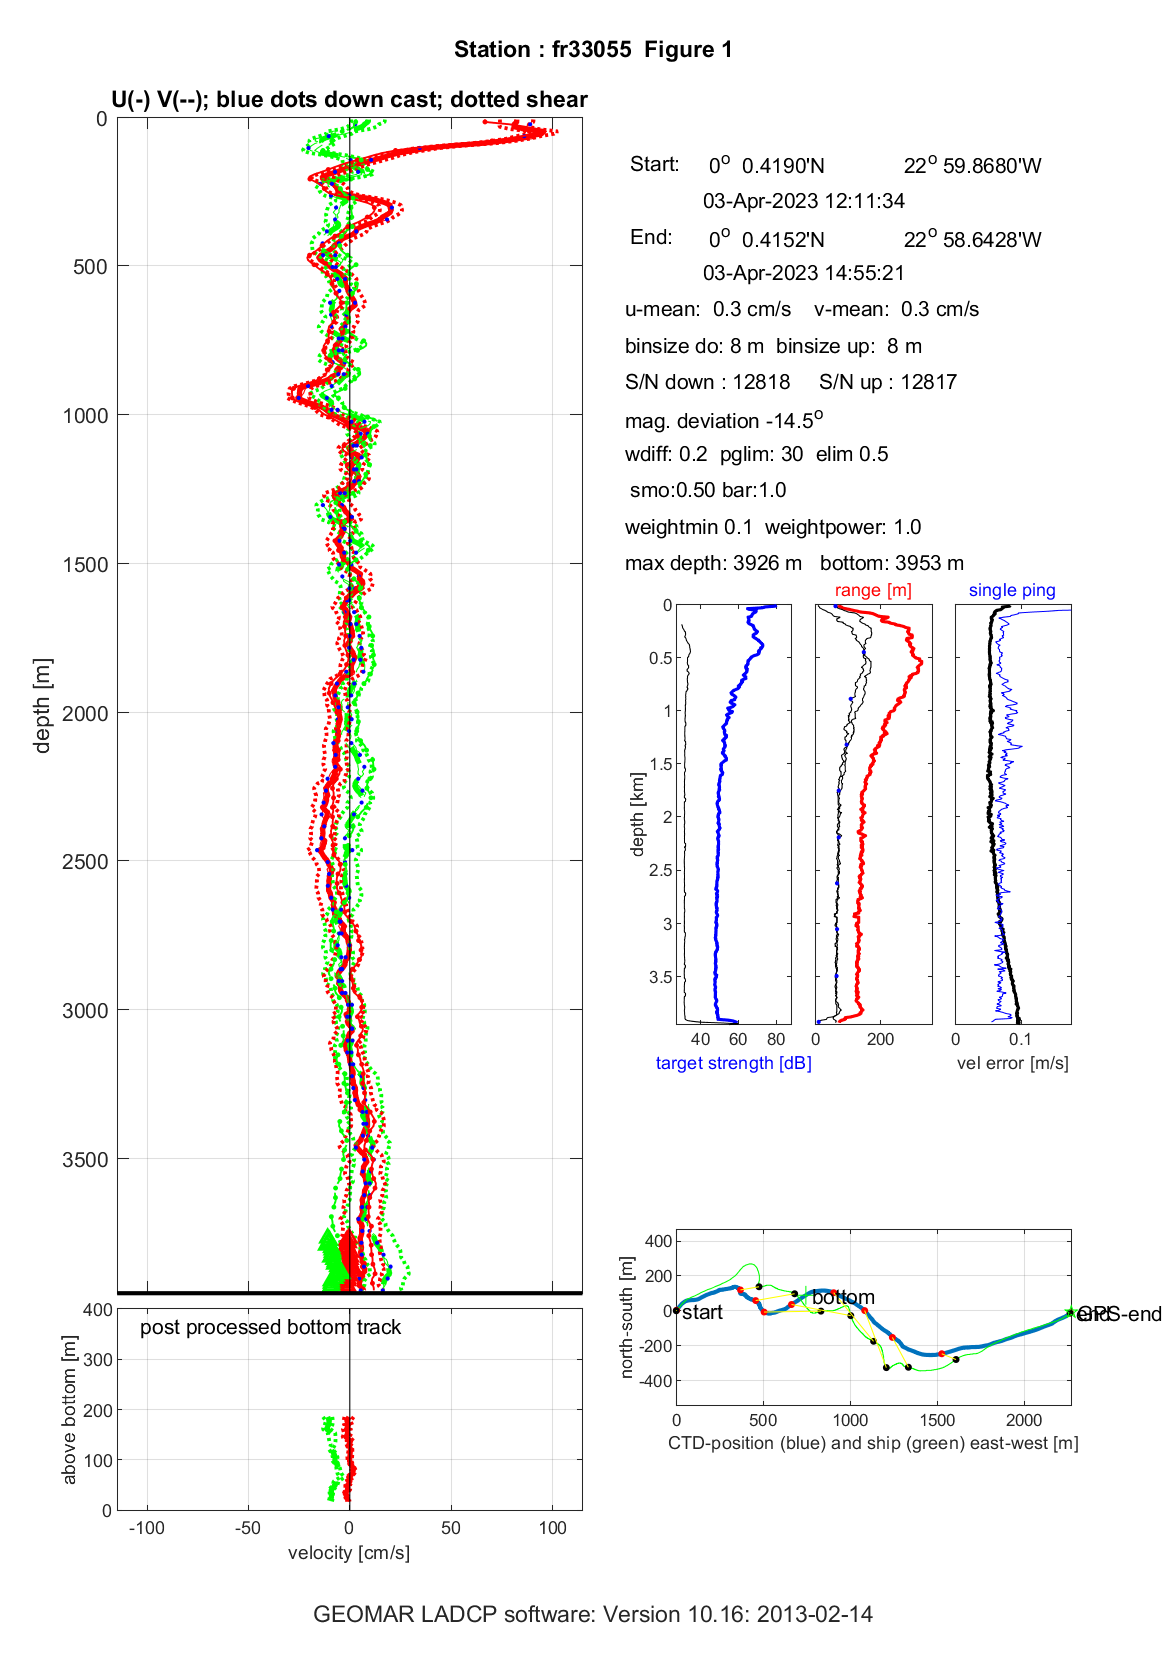 Station : fr33055  Figure 1
U(-) V(--); blue dots down cast; dotted shear
0
500
1000
1500
2000
2500
3000
3500
depth [m]
Start: 0o 0.4190'N 22o 59.8680'W
03-Apr-2023 12:11:34
End: 0o 0.4152'N 22o 58.6428'W
03-Apr-2023 14:55:21
u-mean: 0.3 cm/s v-mean: 0.3 cm/s
binsize do: 8 m binsize up: 8 m
S/N down : 12818 S/N up : 12817
mag. deviation -14.5o
wdiff: 0.2 pglim: 30 elim 0.5
smo:0.50 bar:1.0
weightmin 0.1 weightpower: 1.0
max depth: 3926 m bottom: 3953 m
range [m]
single ping
0
0.5
1
1.5
2
2.5
3
3.5
depth [km]
40 60 80
target strength [dB]
0 200
0 0.1
vel error [m/s]
post processed bottom track
400
300
200
100
0
above bottom [m]
-100 -50 0 50 100
velocity [cm/s]
400
200
0
-200
-400
north-south [m]
start
bottom
end
GPS-end
0 500 1000 1500 2000
CTD-position (blue) and ship (green) east-west [m]
GEOMAR LADCP software: Version 10.16: 2013-02-14